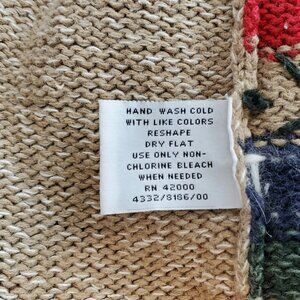 HAND WASH COLD
WITH LIKE COLORS
RESHAPE
DRY FLAT
USE ONLY NON-
CHLORINE BLEACH
WHEN NEEDED
RN 42000
4332/8186/00